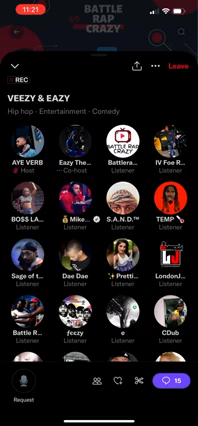 11:21
BATTLE
RAP
CRAZY
Leave
REC
VEEZY & EAZY
Hip hop · Entertainment · Comedy
AYE VERB
Host
Eazy The...
Co-host
BATTLE RAP
CRAZY
Battlera...
Listener
IV Foe R...
Listener
BO$$ LA...
Listener
💰 Mike...
Listener
S.A.N.D.™
Listener
TEMP
Listener
Sage of t...
Listener
Dae Dae
Listener
✨Pretti...
Listener
LondonJ...
Listener
Battle R...
Listener
ƒeezy
Listener
e
Listener
CDub
Listener
Request
15